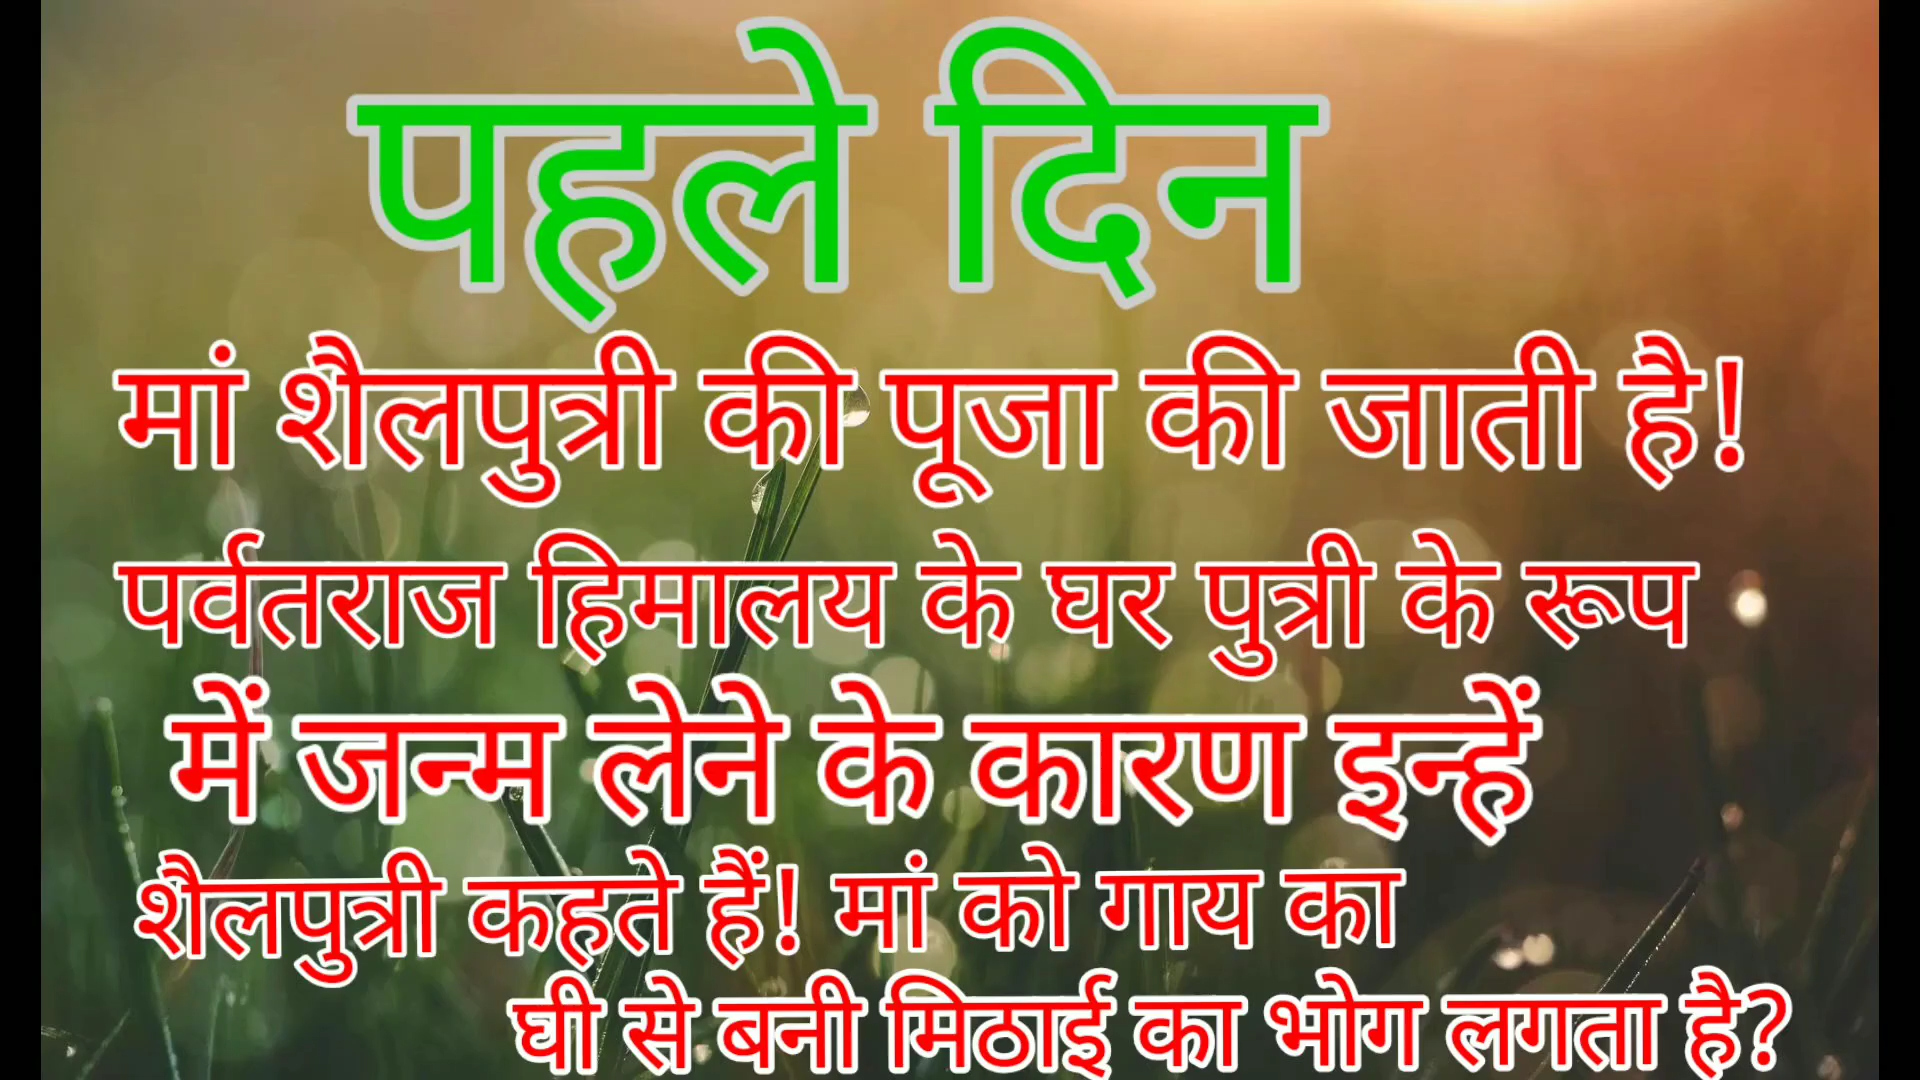 पहले दिन
मां शैलपुत्री की पूजा की जाती है!
पर्वतराज हिमालय के घर पुत्री के रूप
में जन्म लेने के कारण इन्हें
शैलपुत्री कहते हैं! मां को गाय का
घी से बनी मिठाई का भोग लगता है?